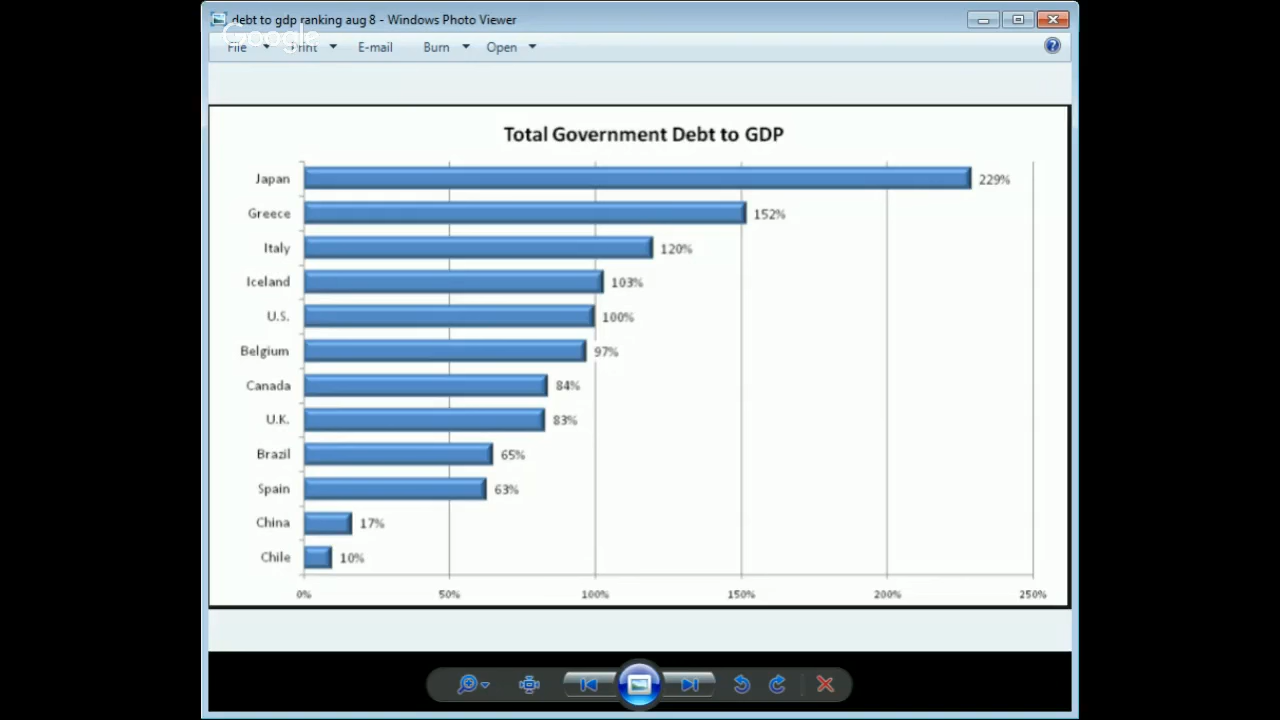 debt to gdp ranking aug 8 - Windows Photo Viewer
Google
File Print E-mail Burn Open
Total Government Debt to GDP
Japan 229%
Greece 152%
Italy 120%
Iceland 103%
U.S. 100%
Belgium 97%
Canada 84%
U.K. 83%
Brazil 65%
Spain 63%
China 17%
Chile 10%
0% 50% 100% 150% 200% 250%